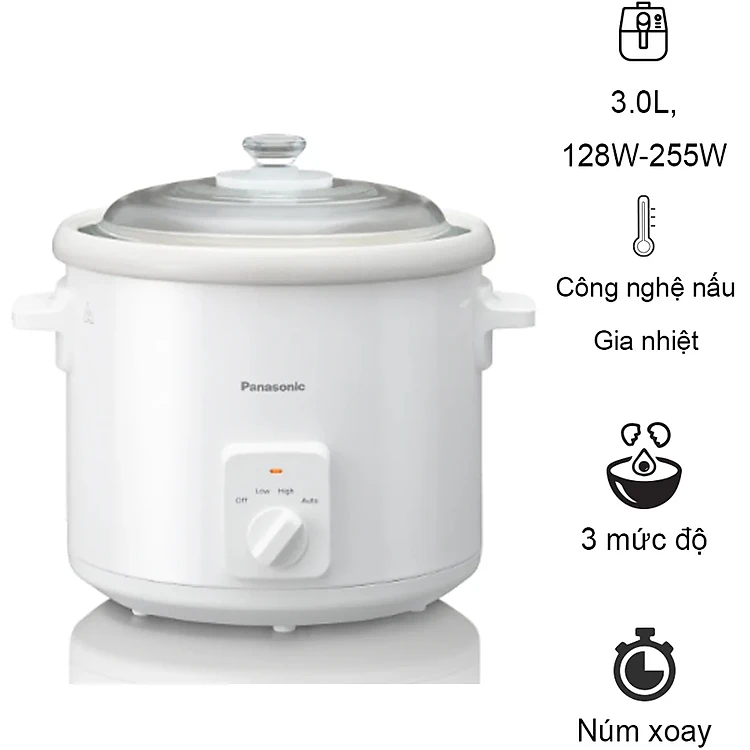 3.0L,
128W-255W
Công nghệ nấu
Gia nhiệt
Panasonic
Off Low High Auto
3 mức độ
Núm xoay